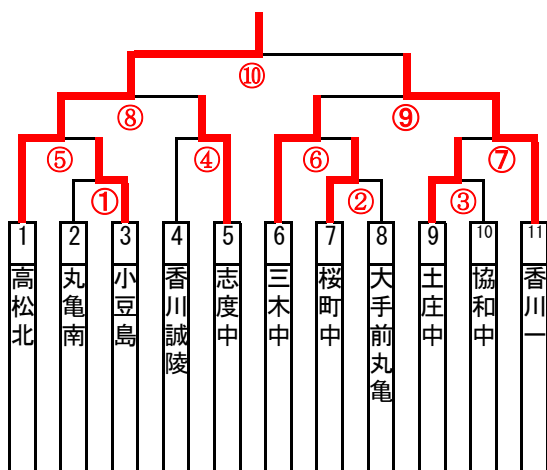 ⑩
⑧
⑨
⑤
④
⑥
⑦
①
②
③
1
2
3
4
5
6
7
8
9
10
11
高松北
丸亀南
小豆島
香川誠陵
志度中
三木中
桜町中
大手前丸亀
土庄中
協和中
香川一